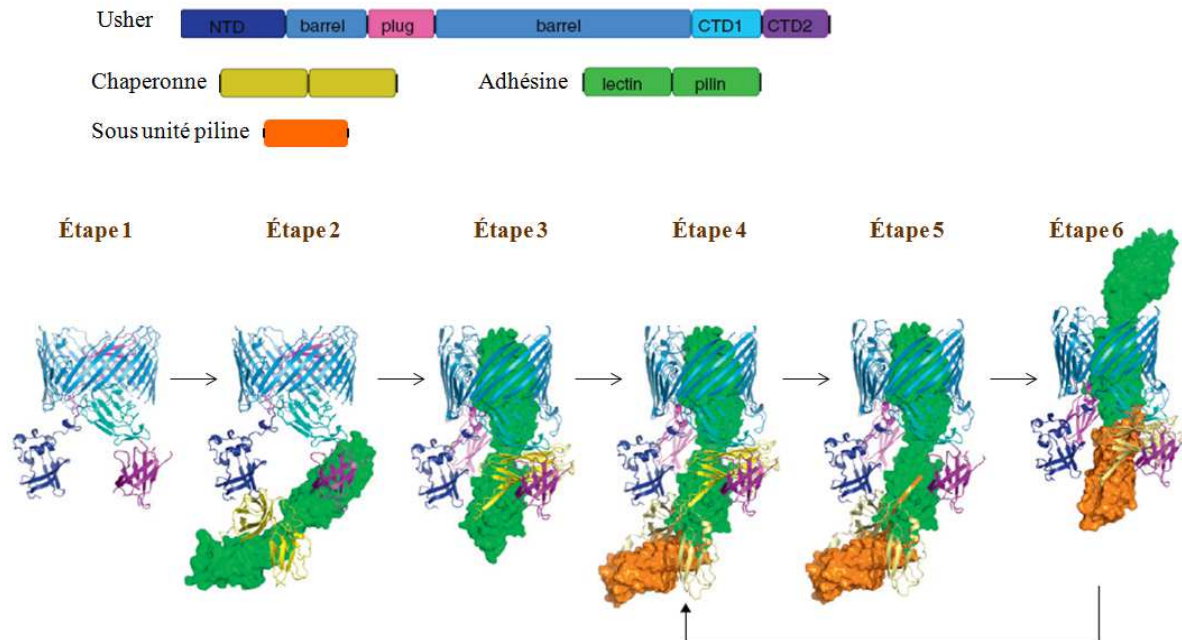 Usher NTD barrel plug barrel CTD1 CTD2
Chaperonne Adhésine lectin pilin
Sous unité piline
Étape 1 Étape 2 Étape 3 Étape 4 Étape 5 Étape 6